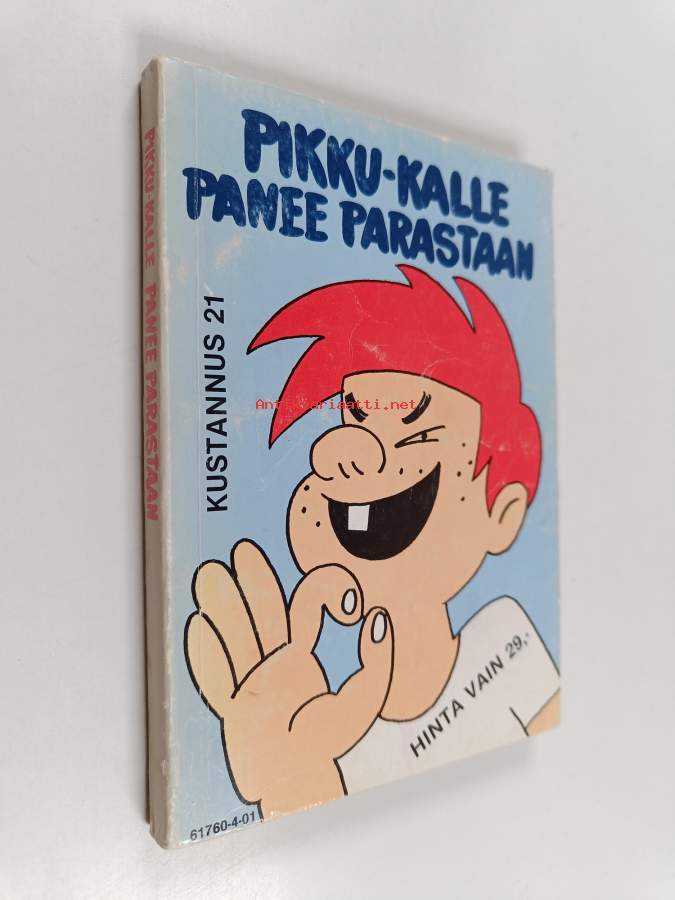 PIKKU-KALLE
PANEE PARASTAAN
KUSTANNUS 21
Antikvariaatti.net
HINTA VAIN 29,-
61760-4-01
PIKKU-KALLE PANEE PARASTAAN